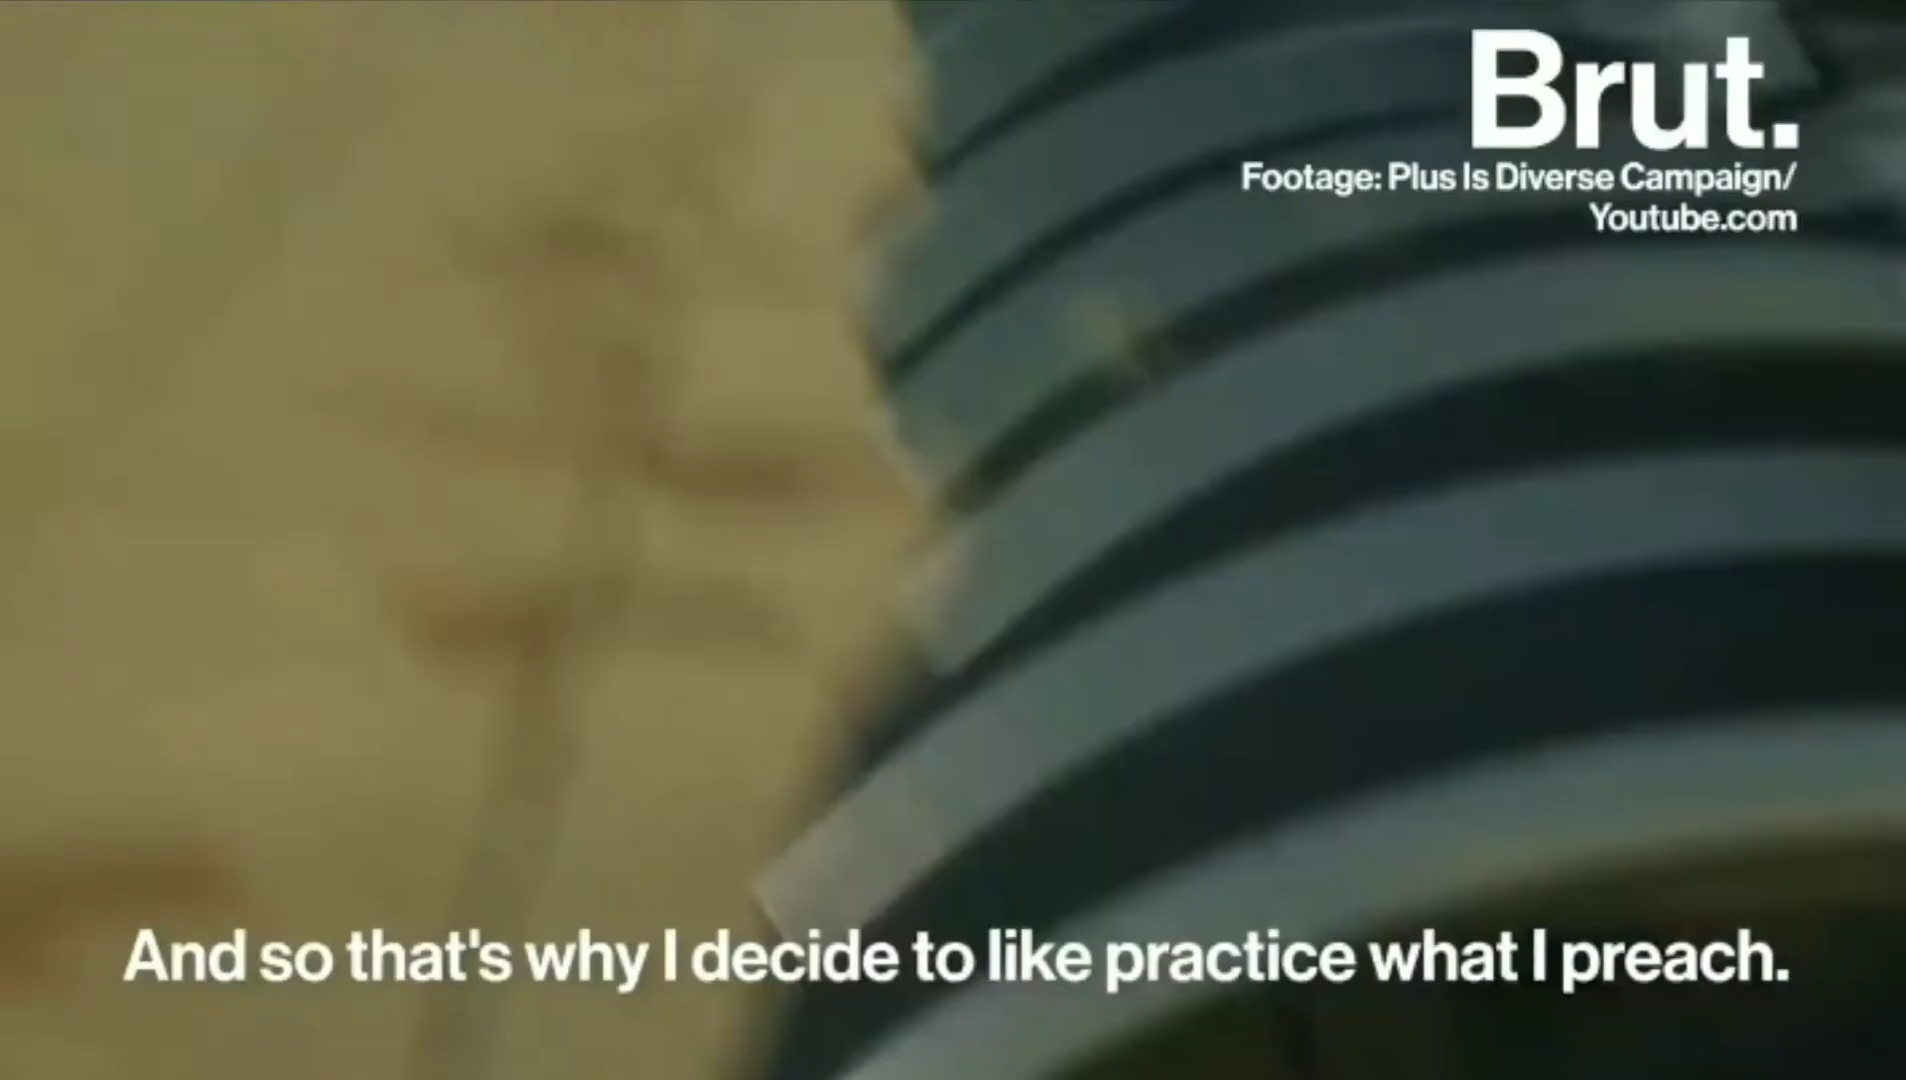 Brut.
Footage: Plus Is Diverse Campaign/
Youtube.com
And so that's why I decide to like practice what I preach.